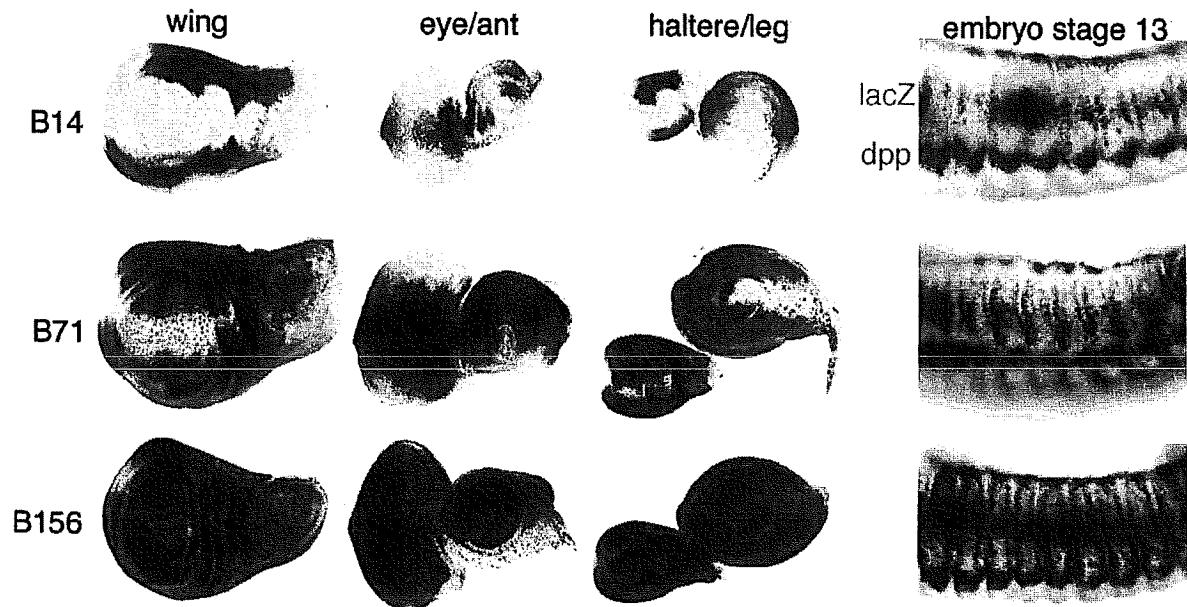 wing eye/ant haltere/leg embryo stage 13
B14
lacZ
dpp
B71
B156